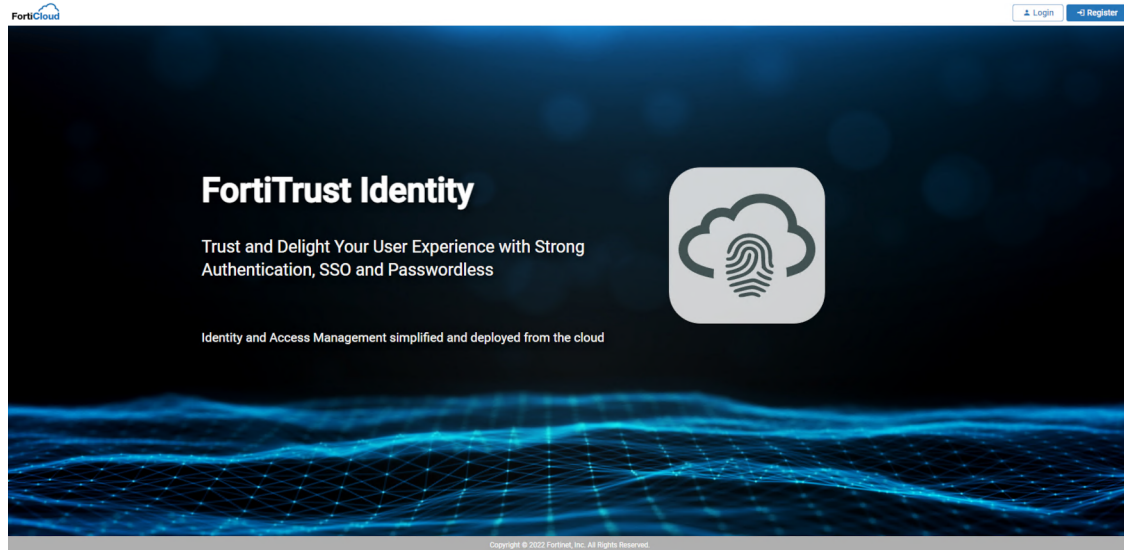 FortiCloud
Login
Register
FortiTrust Identity
Trust and Delight Your User Experience with Strong
Authentication, SSO and Passwordless
Identity and Access Management simplified and deployed from the cloud
Copyright © 2022 Fortinet, Inc. All Rights Reserved.